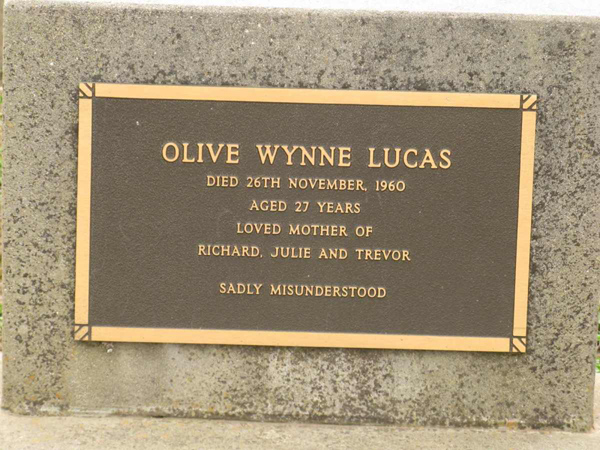 OLIVE WYNNE LUCAS
DIED 26TH NOVEMBER, 1960
AGED 27 YEARS
LOVED MOTHER OF
RICHARD, JULIE AND TREVOR
SADLY MISUNDERSTOOD